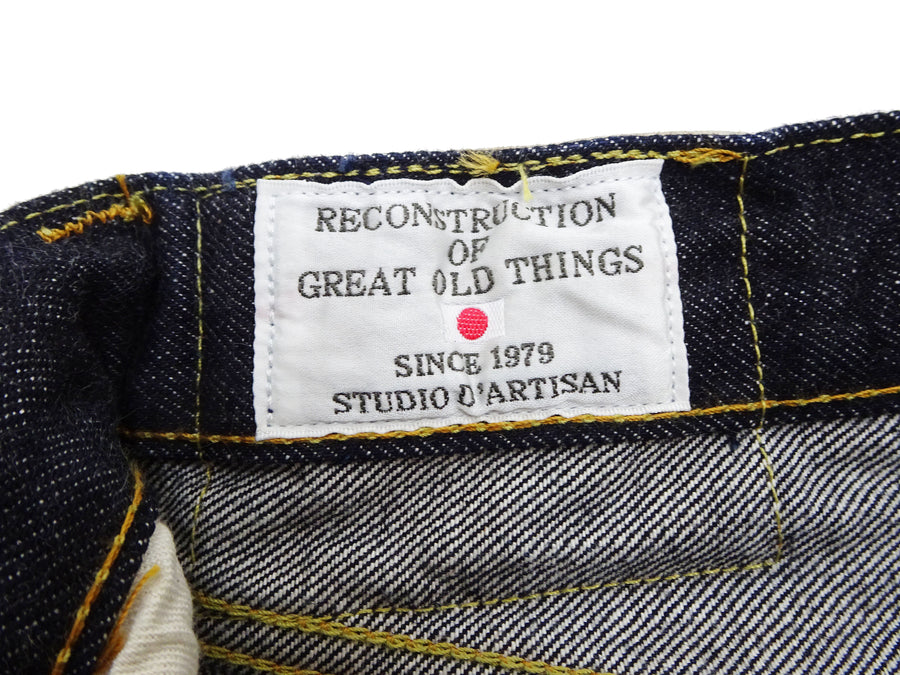 RECONSTRUCTION
OF
GREAT OLD THINGS
SINCE 1979
STUDIO D'ARTISAN